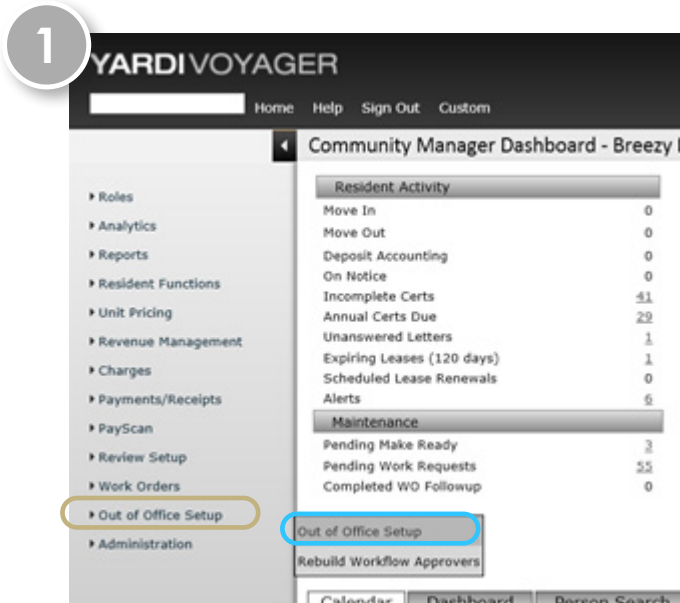 1
YARDI VOYAGER
Home Help Sign Out Custom
Community Manager Dashboard - Breezy
Roles
Analytics
Reports
Resident Functions
Unit Pricing
Revenue Management
Charges
Payments/Receipts
PayScan
Review Setup
Work Orders
Out of Office Setup
Administration
Resident Activity
Move In 0
Move Out 0
Deposit Accounting 0
On Notice 0
Incomplete Certs 41
Annual Certs Due 29
Unanswered Letters 1
Expiring Leases (120 days) 1
Scheduled Lease Renewals 0
Alerts 6
Maintenance
Pending Make Ready 3
Pending Work Requests 55
Completed WO Followup 0
Out of Office Setup
Rebuild Workflow Approvers
Calendar Dashboard Person Search